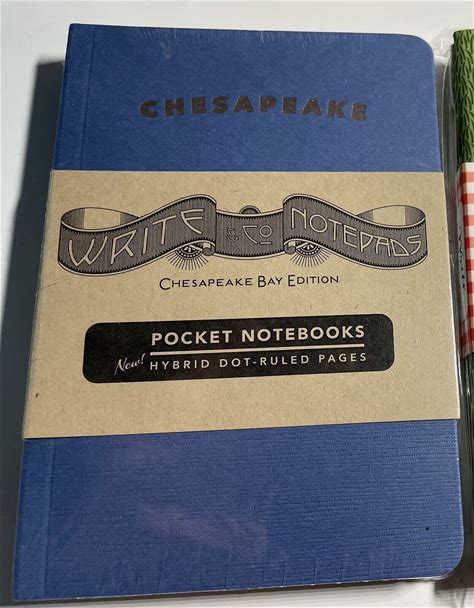 CHESAPEAKE
WRITE & CO NOTEPADS
CHESAPEAKE BAY EDITION
POCKET NOTEBOOKS
New! HYBRID DOT-RULED PAGES